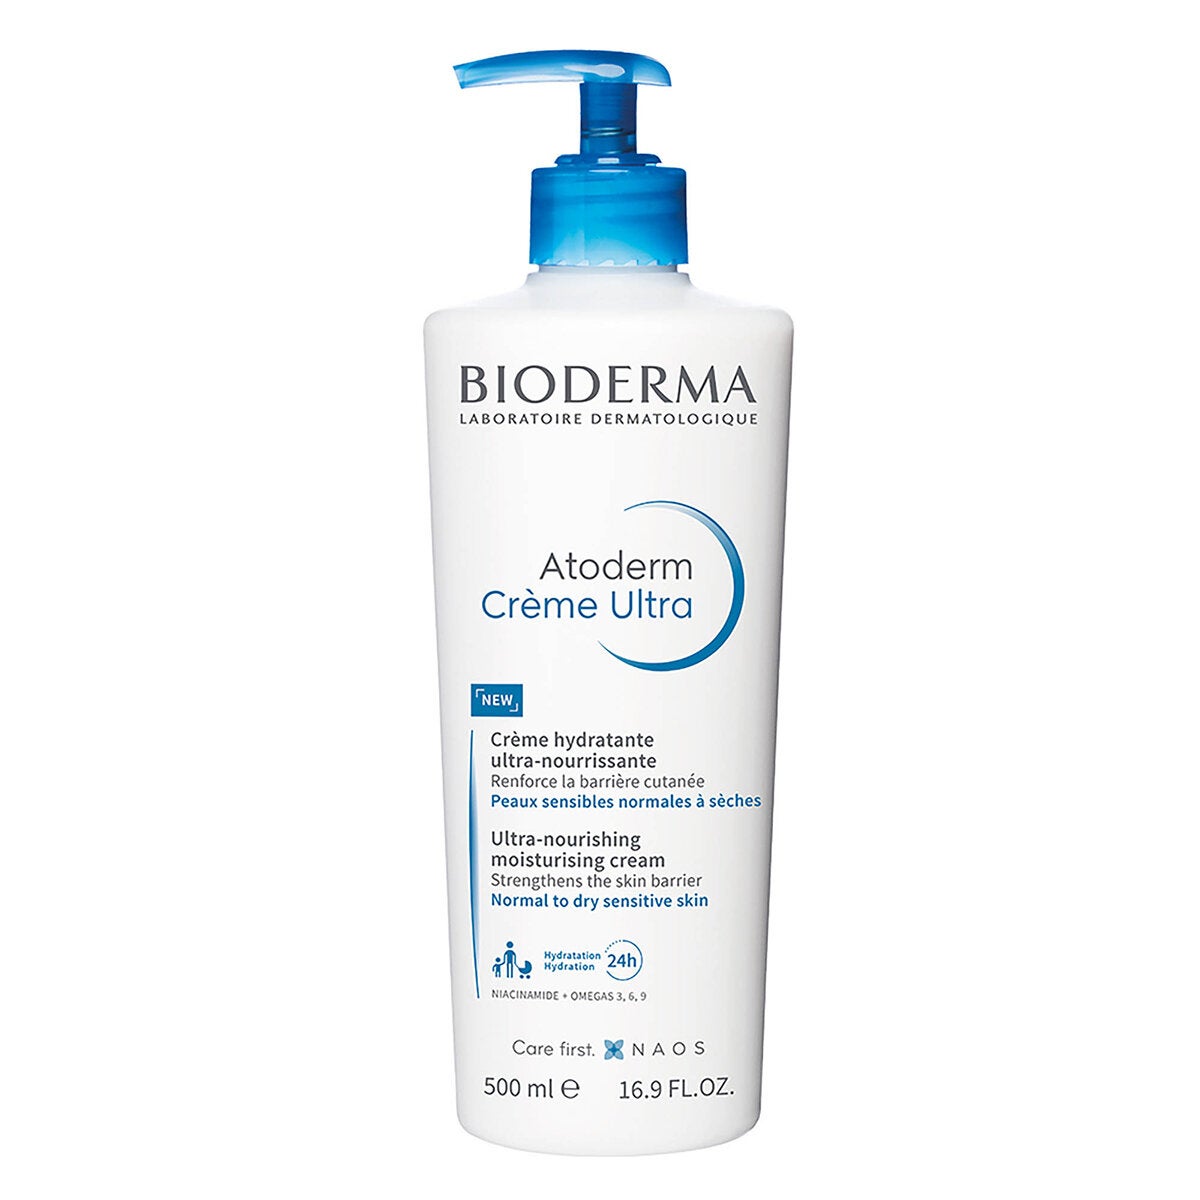 BIODERMA
LABORATOIRE DERMATOLOGIQUE
Atoderm
Crème Ultra
NEW
Crème hydratante
ultra-nourrissante
Renforce la barrière cutanée
Peaux sensibles normales à sèches
Ultra-nourishing
moisturising cream
Strengthens the skin barrier
Normal to dry sensitive skin
Hydratation
Hydration
24h
NIACINAMIDE + OMEGAS 3, 6, 9
Care first. NAOS
500 ml ℮ 16.9 FL.OZ.